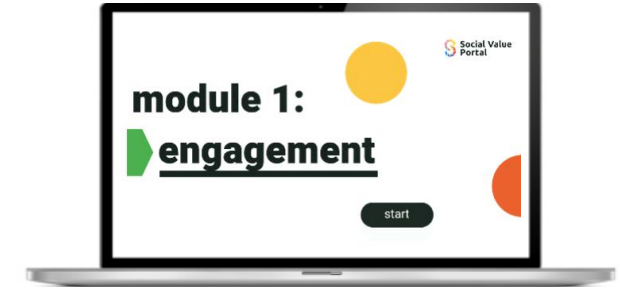 Social Value
Portal
module 1:
engagement
start